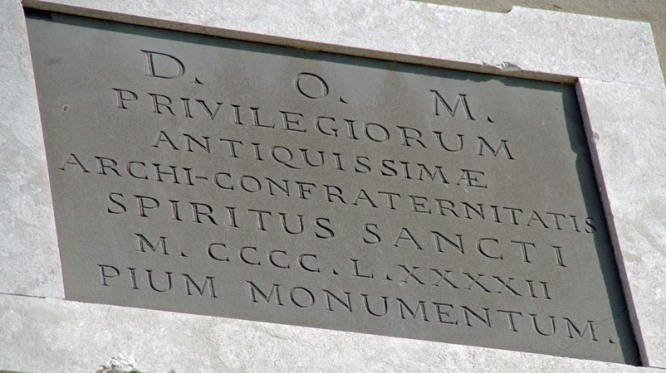 D. O. M.
PRIVILEGIORUM
ANTIQUISSIMÆ
ARCHI-CONFRATERNITATIS
SPIRITUS SANCTI
M. CCCC. L.XXXXII
PIUM MONUMENTUM.